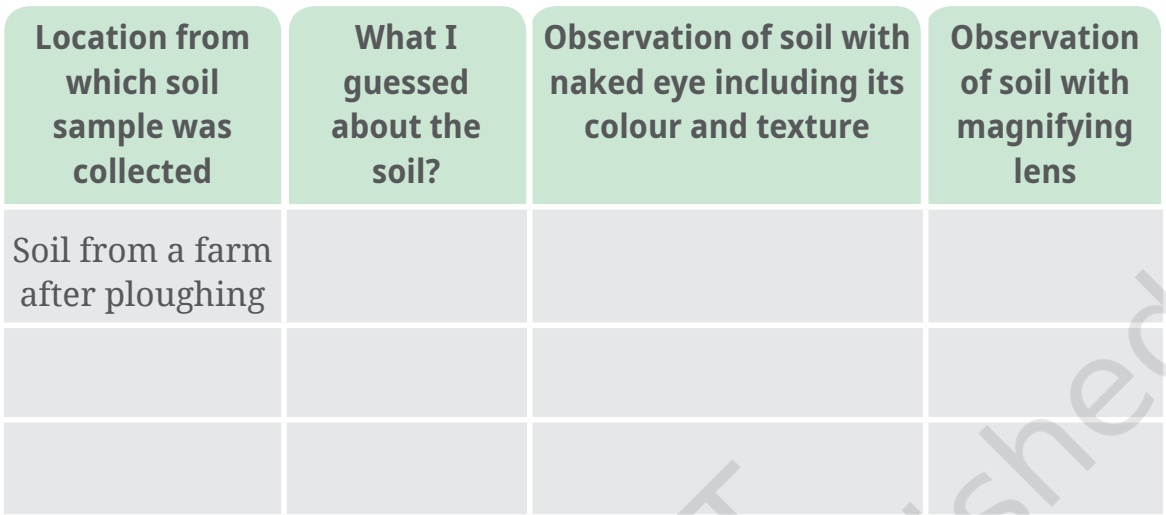 Location from
which soil
sample was
collected
What I
guessed
about the
soil?
Observation of soil with
naked eye including its
colour and texture
Observation
of soil with
magnifying
lens
Soil from a farm
after ploughing